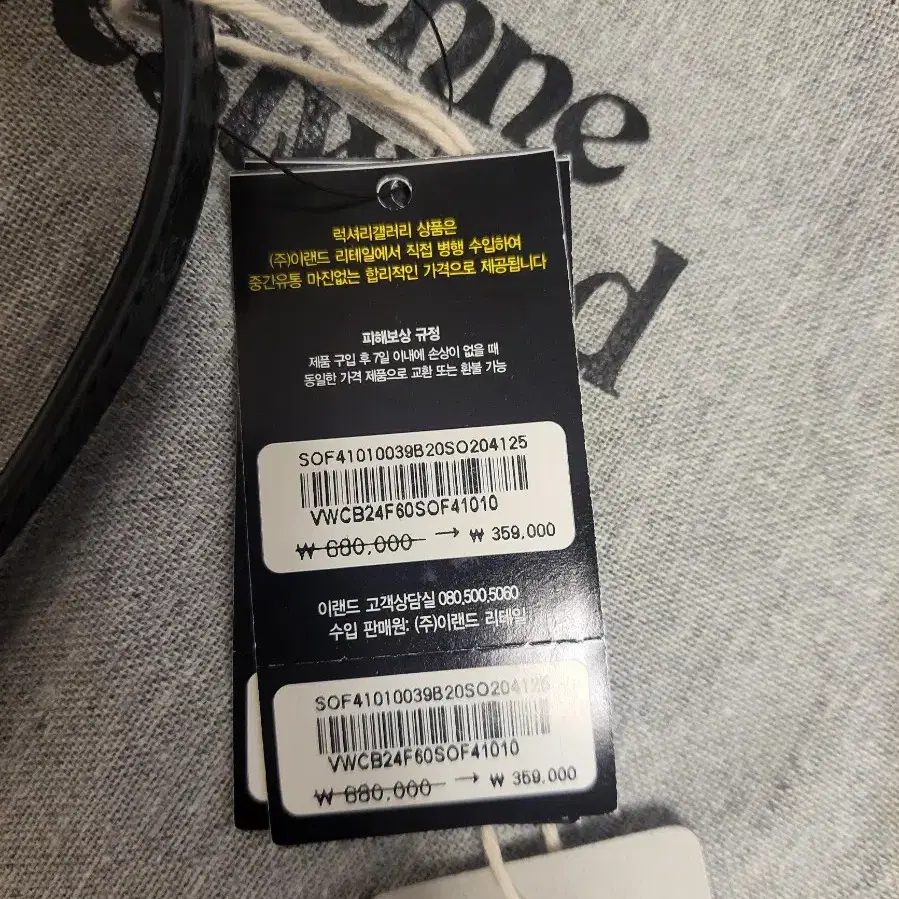 enne
d
럭셔리갤러리 상품은
(주)이랜드 리테일에서 직접 병행 수입하여
중간유통 마진없는 합리적인 가격으로 제공됩니다
피해보상 규정
제품 구입 후 7일 이내에 손상이 없을 때
동일한 가격 제품으로 교환 또는 환불 가능
SOF41010039B20SO204125
VWCB24F60SOF41010
₩ 680,000 → ₩ 359,000
이랜드 고객상담실 080.500.5060
수입 판매원: (주)이랜드 리테일
SOF41010039B20SO204125
VWCB24F60SOF41010
₩ 680,000 → ₩ 359,000